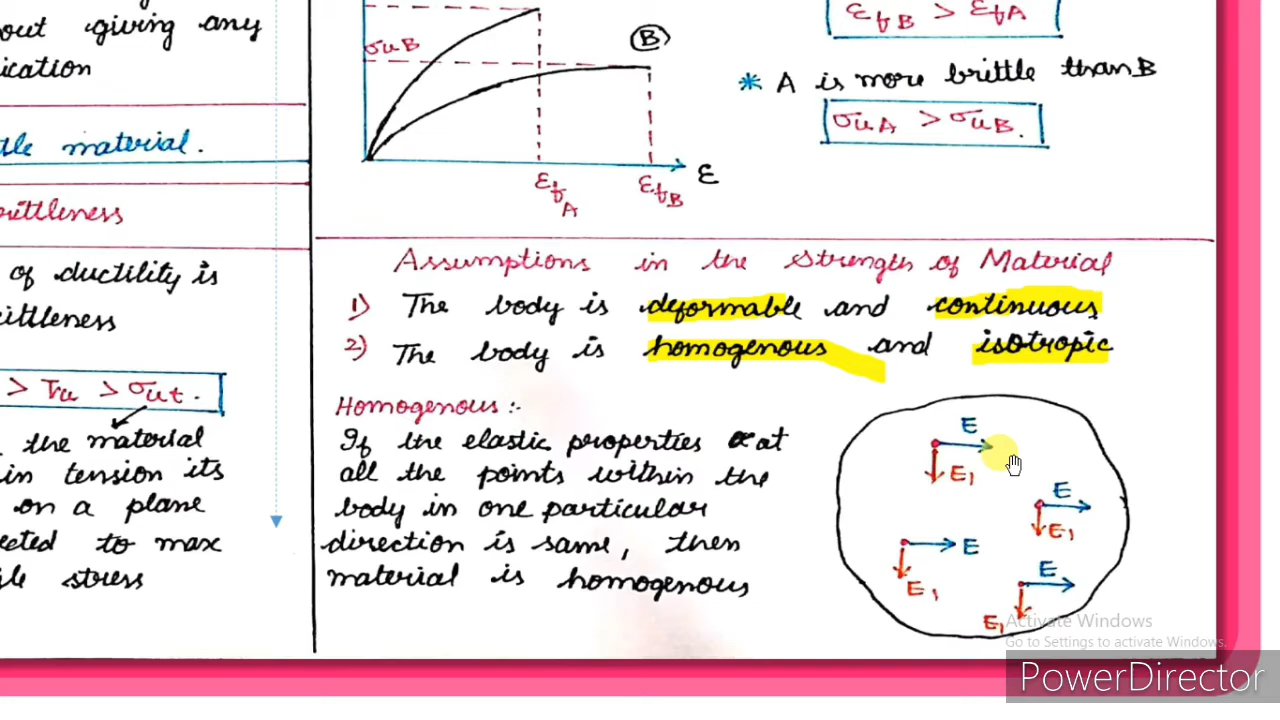 out giving any
ication
tle material.
brittleness
of ductility is
brittleness
> τu > σut.
the material
in tension its
on a plane
ected to max
le stress
σuB
B
ε
εfA
εfB
εfB > εfA
* A is more brittle than B
σuA > σuB.
Assumptions in the Strength of Material
1) The body is deformable and continuous
2) The body is homogenous and isotropic
Homogenous :-
If the elastic properties at
all the points within the
body in one particular
direction is same, then
material is homogenous
E
E1
E
E1
E
E1
E
E1
Activate Windows
Go to Settings to activate Windows.
PowerDirector